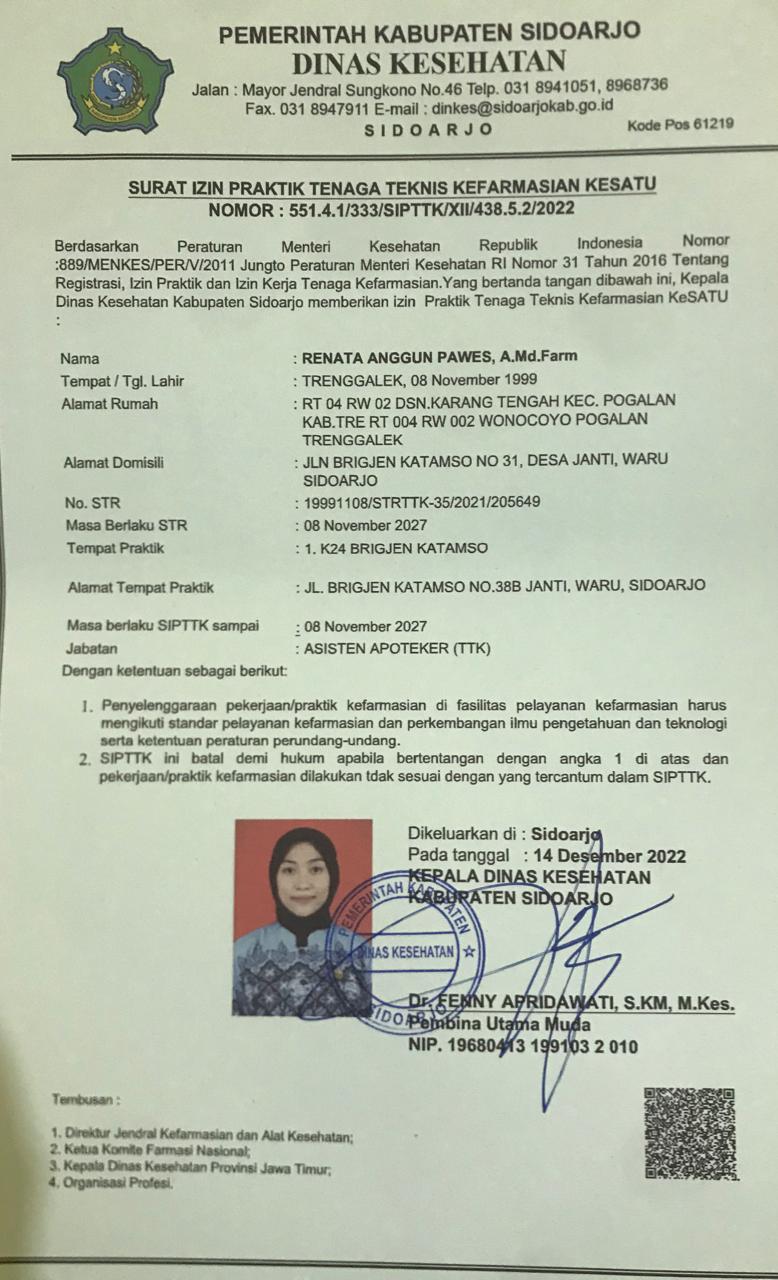 PEMERINTAH KABUPATEN SIDOARJO
DINAS KESEHATAN
Jalan : Mayor Jendral Sungkono No.46 Telp. 031 8941051, 8968736
Fax. 031 8947911 E-mail : dinkes@sidoarjokab.go.id
SIDOARJO
Kode Pos 61219
SURAT IZIN PRAKTIK TENAGA TEKNIS KEFARMASIAN KESATU
NOMOR : 551.4.1/333/SIPTTK/XII/438.5.2/2022
Berdasarkan Peraturan Menteri Kesehatan Republik Indonesia Nomor
:889/MENKES/PER/V/2011 Jungto Peraturan Menteri Kesehatan RI Nomor 31 Tahun 2016 Tentang
Registrasi, Izin Praktik dan Izin Kerja Tenaga Kefarmasian.Yang bertanda tangan dibawah ini, Kepala
Dinas Kesehatan Kabupaten Sidoarjo memberikan izin Praktik Tenaga Teknis Kefarmasian KeSATU
:
Nama : RENATA ANGGUN PAWES, A.Md.Farm
Tempat / Tgl. Lahir : TRENGGALEK, 08 November 1999
Alamat Rumah : RT 04 RW 02 DSN.KARANG TENGAH KEC. POGALAN
KAB.TRE RT 004 RW 002 WONOCOYO POGALAN
TRENGGALEK
Alamat Domisili : JLN BRIGJEN KATAMSO NO 31, DESA JANTI, WARU
SIDOARJO
No. STR : 19991108/STRTTK-35/2021/205649
Masa Berlaku STR : 08 November 2027
Tempat Praktik : 1. K24 BRIGJEN KATAMSO
Alamat Tempat Praktik : JL. BRIGJEN KATAMSO NO.38B JANTI, WARU, SIDOARJO
Masa berlaku SIPTTK sampai : 08 November 2027
Jabatan : ASISTEN APOTEKER (TTK)
Dengan ketentuan sebagai berikut:
1. Penyelenggaraan pekerjaan/praktik kefarmasian di fasilitas pelayanan kefarmasian harus
mengikuti standar pelayanan kefarmasian dan perkembangan ilmu pengetahuan dan teknologi
serta ketentuan peraturan perundang-undang.
2. SIPTTK ini batal demi hukum apabila bertentangan dengan angka 1 di atas dan
pekerjaan/praktik kefarmasian dilakukan tdak sesuai dengan yang tercantum dalam SIPTTK.
Dikeluarkan di : Sidoarjo
Pada tanggal : 14 Desember 2022
KEPALA DINAS KESEHATAN
KABUPATEN SIDOARJO
PEMERINTAH KABUPATEN
DINAS KESEHATAN
SIDOARJO
Dr. FENNY APRIDAWATI, S.KM, M.Kes.
Pembina Utama Muda
NIP. 19680413 199103 2 010
Tembusan :
1. Direktur Jendral Kefarmasian dan Alat Kesehatan;
2. Ketua Komite Farmasi Nasional;
3. Kepala Dinas Kesehatan Provinsi Jawa Timur;
4. Organisasi Profesi.